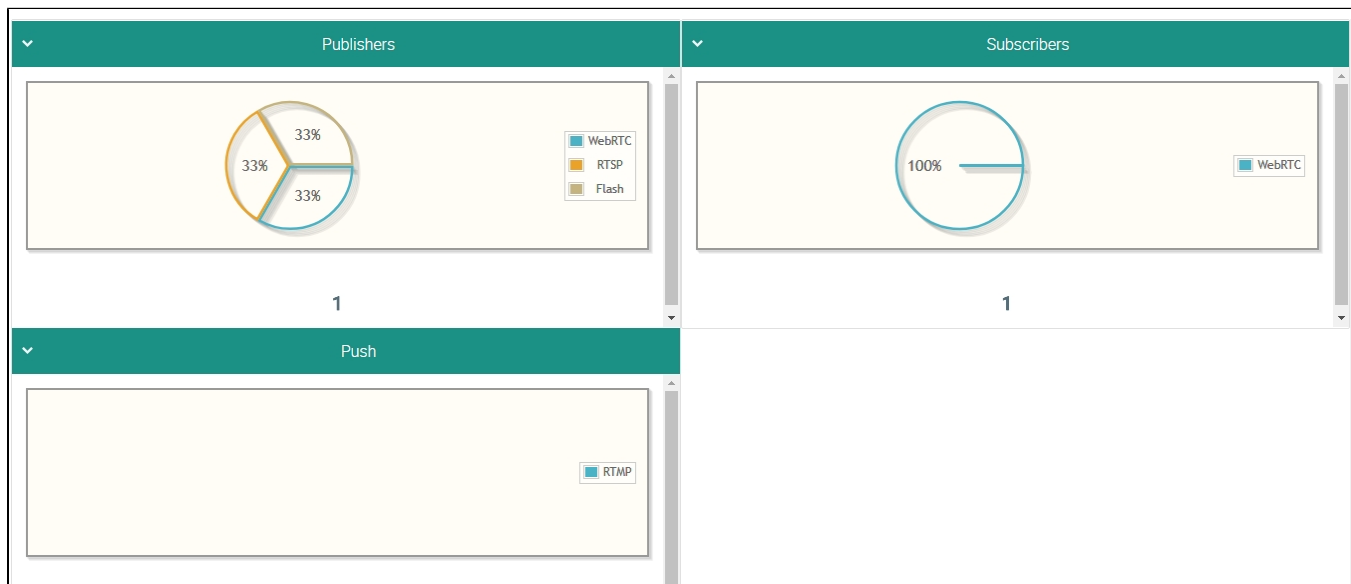 Publishers
33%
33%
33%
WebRTC
RTSP
Flash
1
Subscribers
100%
WebRTC
1
Push
RTMP